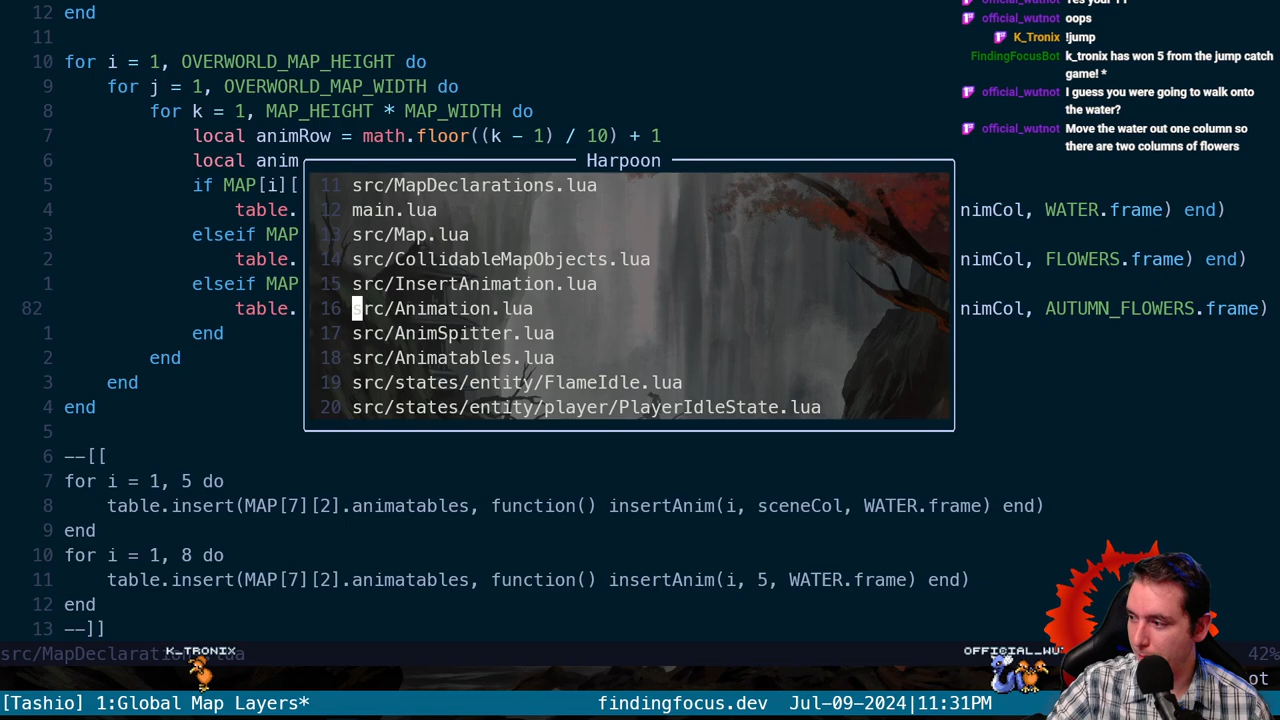 12 end
11
10 for i = 1, OVERWORLD_MAP_HEIGHT do
9 for j = 1, OVERWORLD_MAP_WIDTH do
8 for k = 1, MAP_HEIGHT * MAP_WIDTH do
7 local animRow = math.floor((k - 1) / 10) + 1
6 local anim
5 if MAP[i][
4 table. nimCol, WATER.frame) end)
3 elseif MAP
2 table. nimCol, FLOWERS.frame) end)
1 elseif MAP
82 table. nimCol, AUTUMN_FLOWERS.frame)
1 end
2 end
3 end
4 end
5
6 --[[
7 for i = 1, 5 do
8 table.insert(MAP[7][2].animatables, function() insertAnim(i, sceneCol, WATER.frame) end)
9 end
10 for i = 1, 8 do
11 table.insert(MAP[7][2].animatables, function() insertAnim(i, 5, WATER.frame) end)
12 end
13 --]]
Harpoon
11 src/MapDeclarations.lua
12 main.lua
13 src/Map.lua
14 src/CollidableMapObjects.lua
15 src/InsertAnimation.lua
16 src/Animation.lua
17 src/AnimSpitter.lua
18 src/Animatables.lua
19 src/states/entity/FlameIdle.lua
20 src/states/entity/player/PlayerIdleState.lua
official_wutnot oops
K_Tronix !jump
FindingFocusBot k_tronix has won 5 from the jump catch
game! *
official_wutnot I guess you were going to walk onto
the water?
official_wutnot Move the water out one column so
there are two columns of flowers
K_TRONIX
42%
[Tashio] 1:Global Map Layers* findingfocus.dev Jul-09-2024|11:31PM